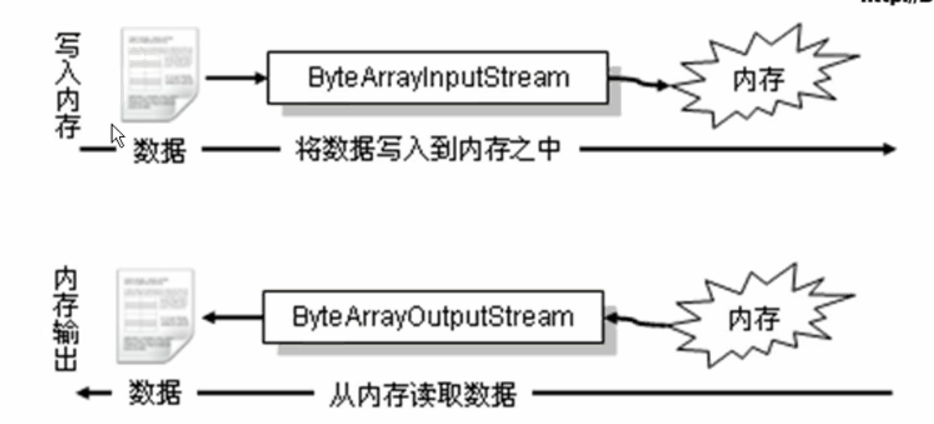 写入内存
ByteArrayInputStream
内存
数据
将数据写入到内存之中
内存输出
ByteArrayOutputStream
内存
数据
从内存读取数据